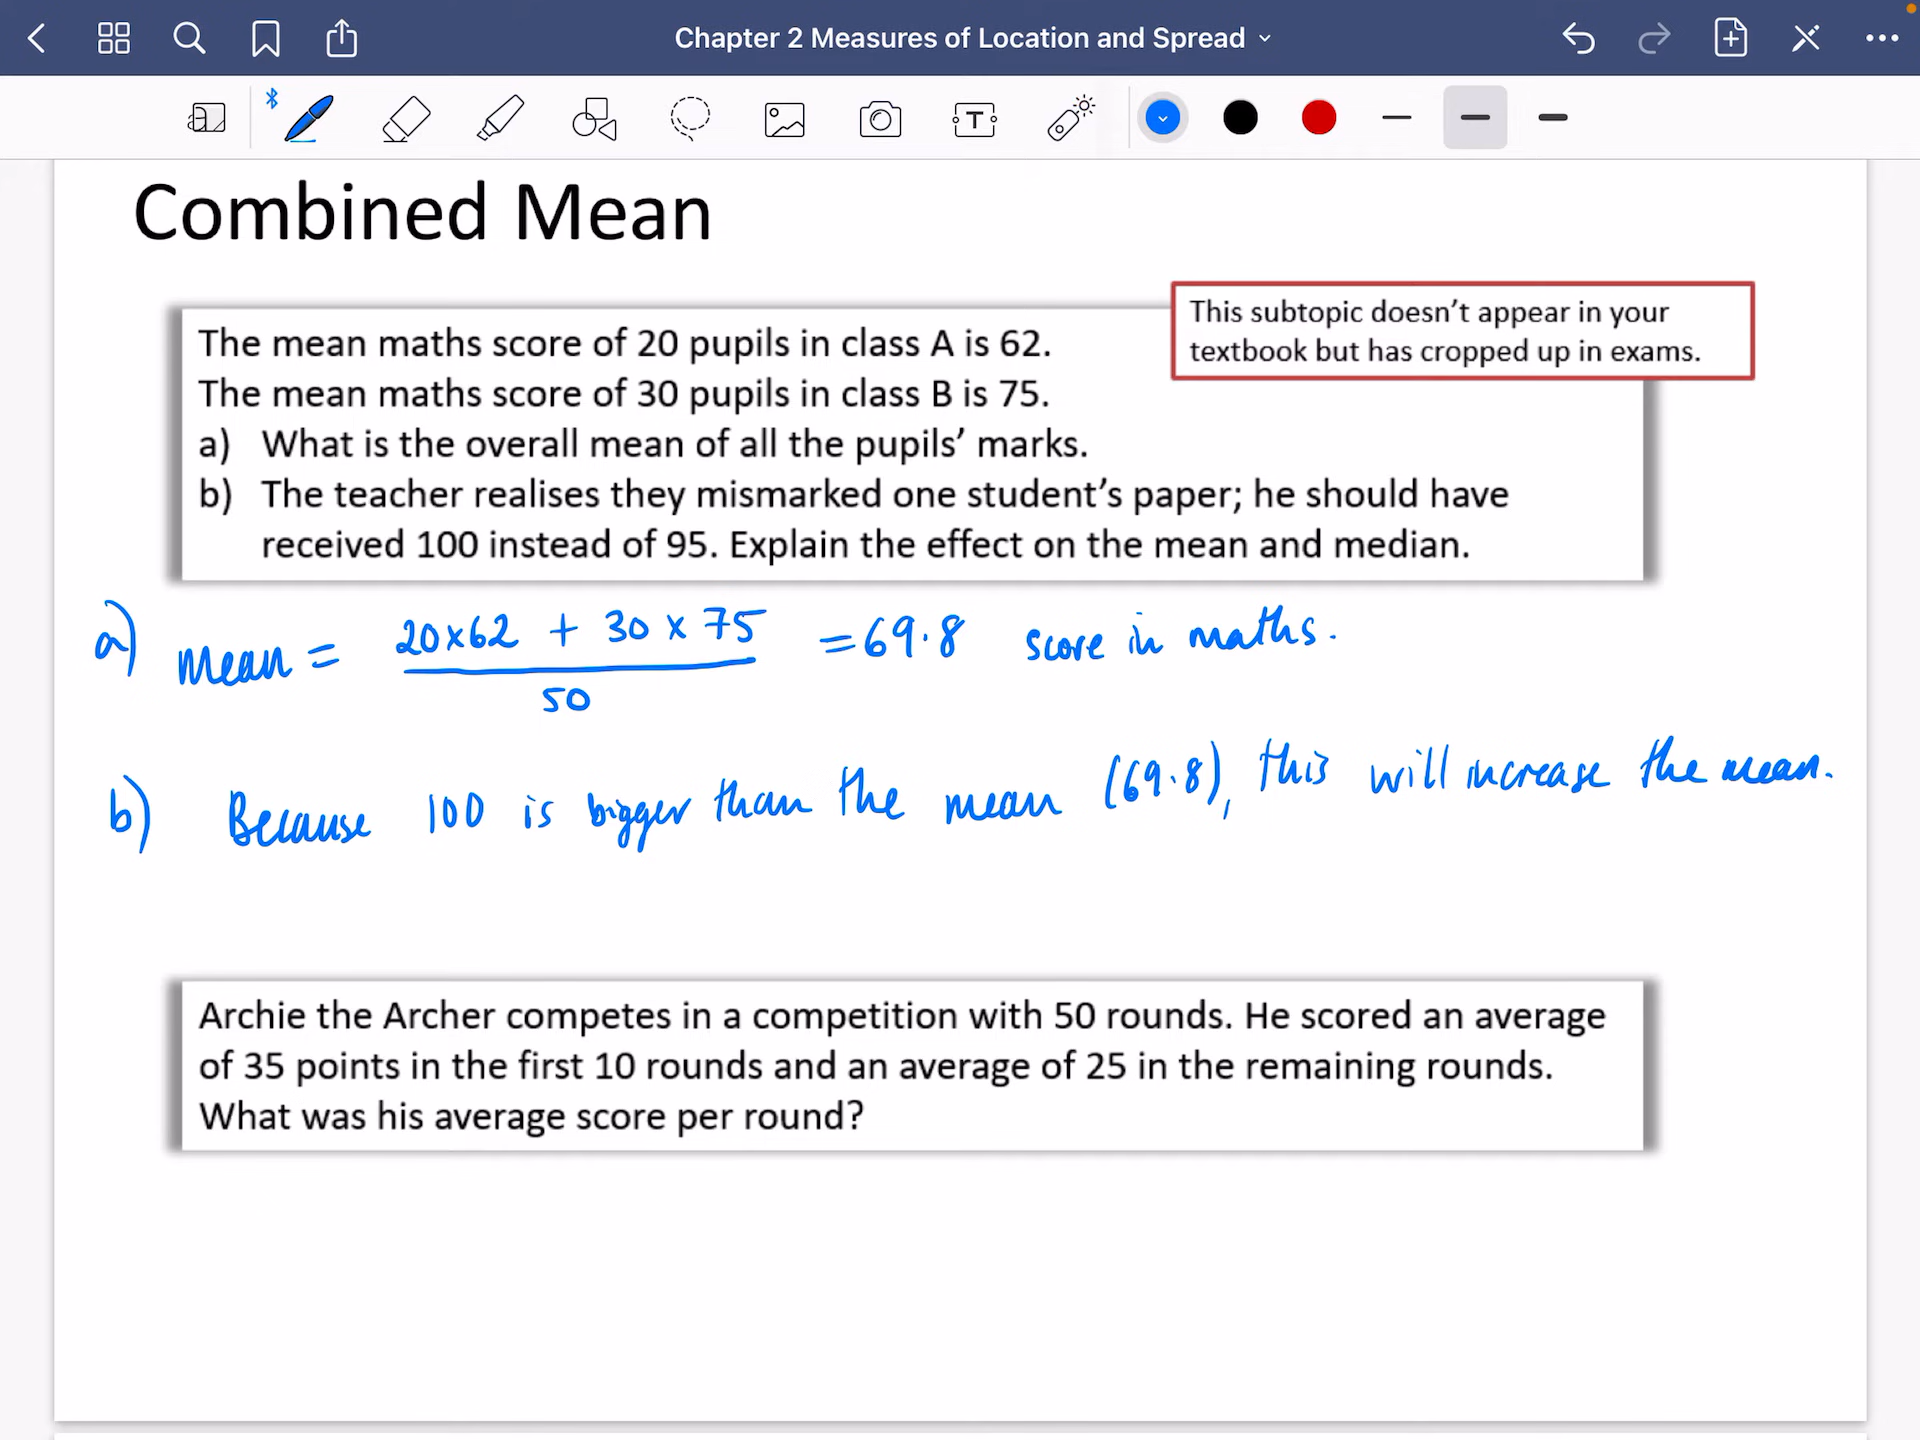 Chapter 2 Measures of Location and Spread
Combined Mean
This subtopic doesn't appear in your
textbook but has cropped up in exams.
The mean maths score of 20 pupils in class A is 62.
The mean maths score of 30 pupils in class B is 75.
a) What is the overall mean of all the pupils' marks.
b) The teacher realises they mismarked one student's paper; he should have
received 100 instead of 95. Explain the effect on the mean and median.
a) mean = 20×62 + 30 × 75 = 69.8 score in maths.
50
b) Because 100 is bigger than the mean (69.8), this will increase the mean.
Archie the Archer competes in a competition with 50 rounds. He scored an average
of 35 points in the first 10 rounds and an average of 25 in the remaining rounds.
What was his average score per round?